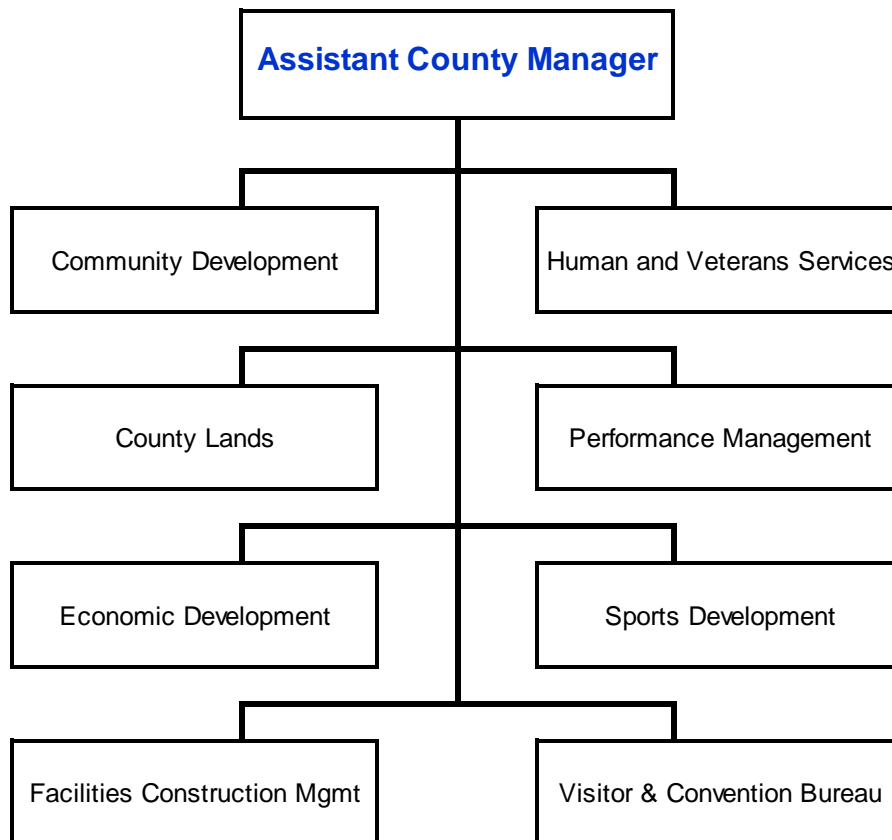 Assistant County Manager
Community Development
Human and Veterans Services
County Lands
Performance Management
Economic Development
Sports Development
Facilities Construction Mgmt
Visitor & Convention Bureau